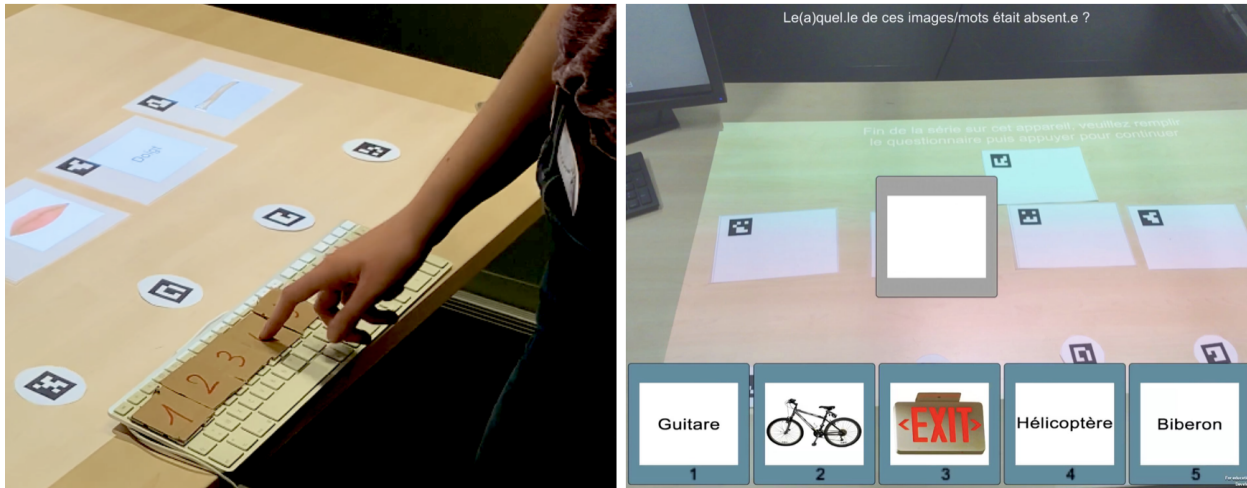 Doigt
1
2
3
Le(a)quel.le de ces images/mots était absent.e ?
Fin de la série sur cet appareil, veuillez remplir
le questionnaire puis appuyer pour continuer
Guitare
<EXIT>
Hélicoptère
Biberon
1
2
3
4
5